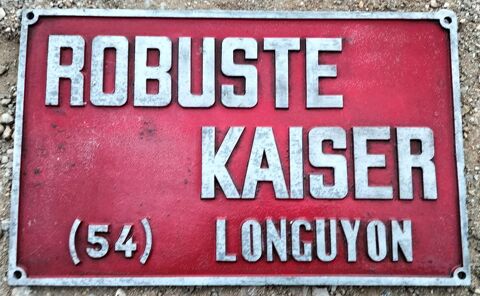 ROBUSTE
KAISER
(54) LONGUYON